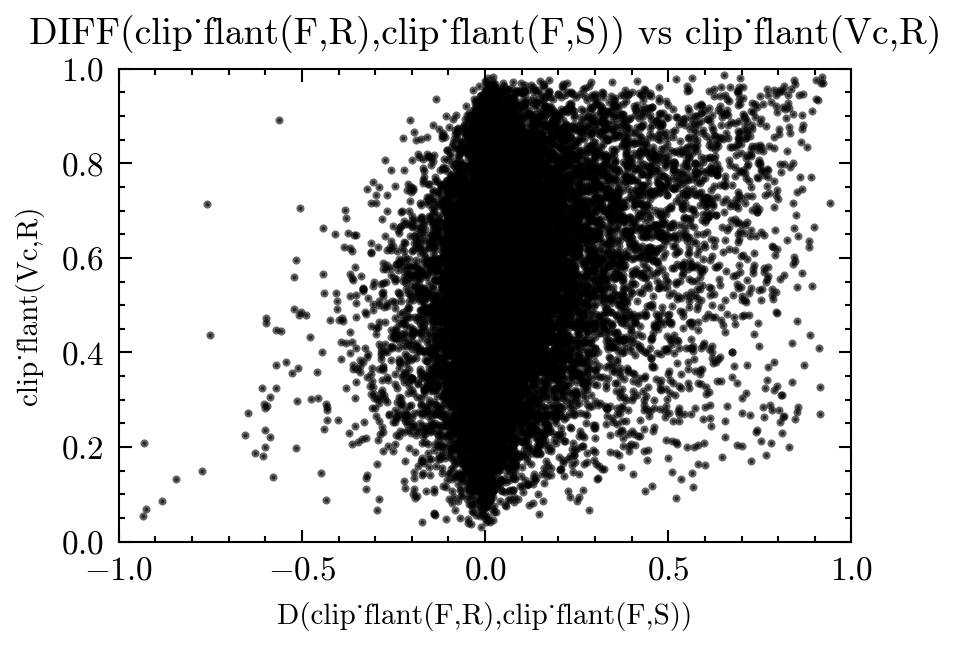 DIFF(clip˙flant(F,R),clip˙flant(F,S)) vs clip˙flant(Vc,R)
1.0
0.8
0.6
0.4
0.2
0.0
clip˙flant(Vc,R)
−1.0 −0.5 0.0 0.5 1.0
D(clip˙flant(F,R),clip˙flant(F,S))